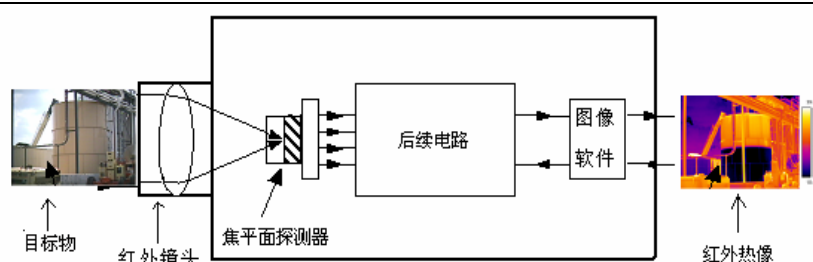 后续电路
图像
软件
焦平面探测器
目标物
红外镜头
红外热像